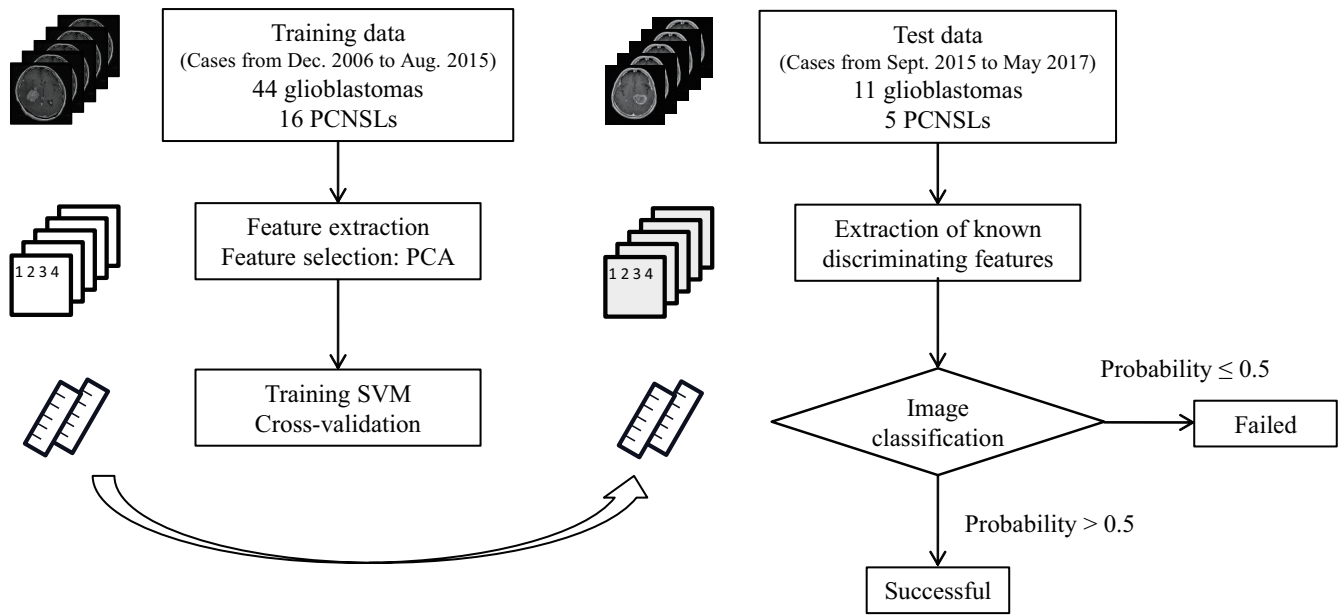 Training data
(Cases from Dec. 2006 to Aug. 2015)
44 glioblastomas
16 PCNSLs
Feature extraction
Feature selection: PCA
1 2 3 4
Training SVM
Cross-validation
Test data
(Cases from Sept. 2015 to May 2017)
11 glioblastomas
5 PCNSLs
Extraction of known
discriminating features
1 2 3 4
Image
classification
Probability ≤ 0.5
Failed
Probability > 0.5
Successful